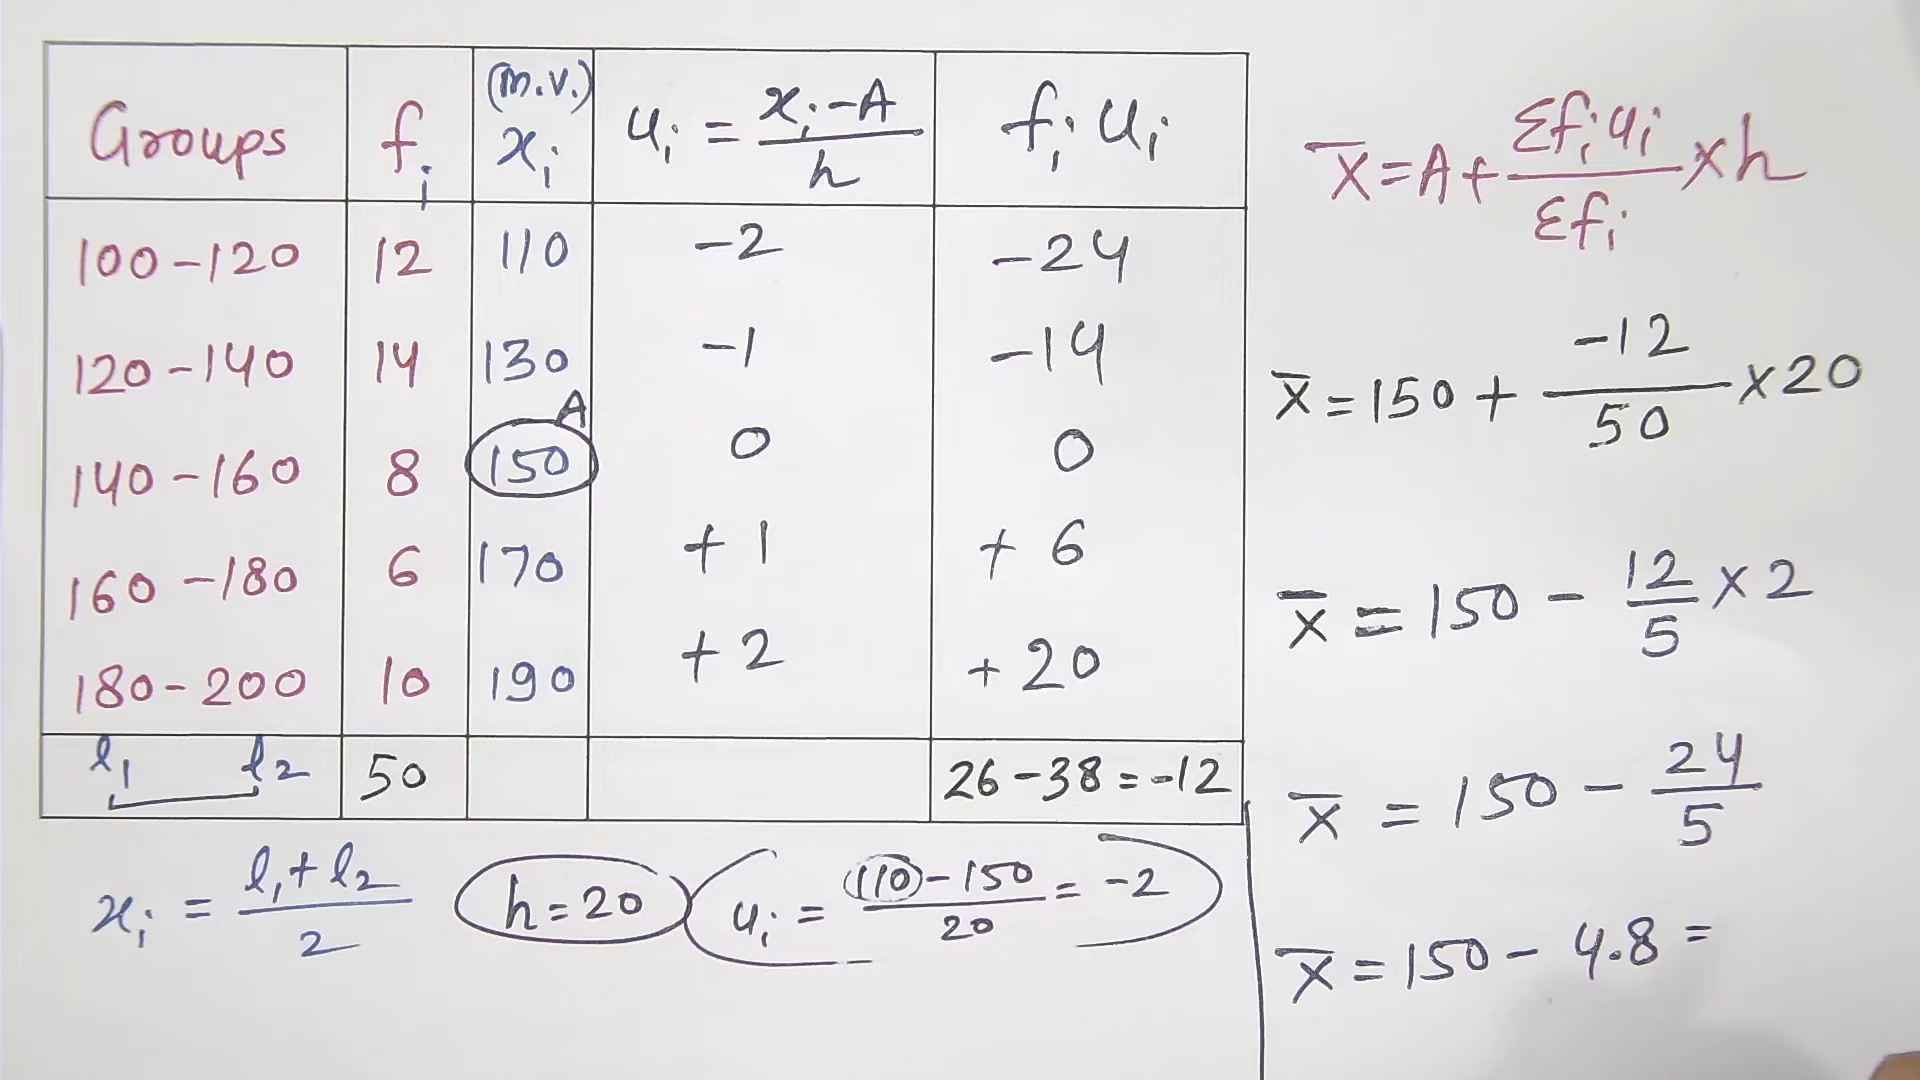 Groups fᵢ (m.v.) xᵢ uᵢ = (xᵢ - A)/h fᵢ uᵢ
100-120 12 110 -2 -24
120-140 14 130 -1 -14
A
140-160 8 150 0 0
160-180 6 170 +1 +6
180-200 10 190 +2 +20
l₁ l₂ 50 26-38=-12
xᵢ = (l₁ + l₂)/2
h=20
uᵢ = (110-150)/20 = -2
x̄ = A + Σfᵢuᵢ/Σfᵢ × h
x̄ = 150 + -12/50 × 20
x̄ = 150 - 12/5 × 2
x̄ = 150 - 24/5
x̄ = 150 - 4.8 =